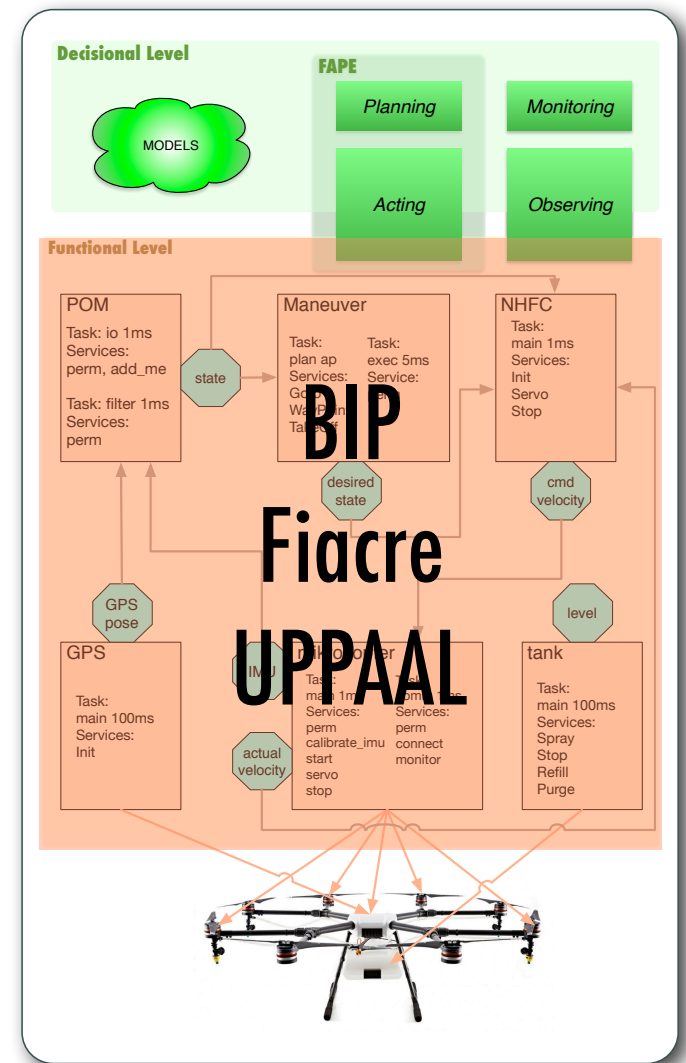 Decisional Level
FAPE
Planning
Monitoring
MODELS
Acting
Observing
Functional Level
POM
Task: io 1ms
Services:
perm, add_me
Task: filter 1ms
Services:
perm
state
Maneuver
Task:
plan ap
Services:
Task:
exec 5ms
Service:
NHFC
Task:
main 1ms
Services:
Init
Servo
Stop
BIP
Fiacre
UPPAAL
desired
state
cmd
velocity
GPS
pose
level
GPS
Task:
main 100ms
Services:
Init
IMU
actual
velocity
main
Services:
perm
calibrate_imu
start
servo
stop
Services:
perm
connect
monitor
tank
Task:
main 100ms
Services:
Spray
Stop
Refill
Purge